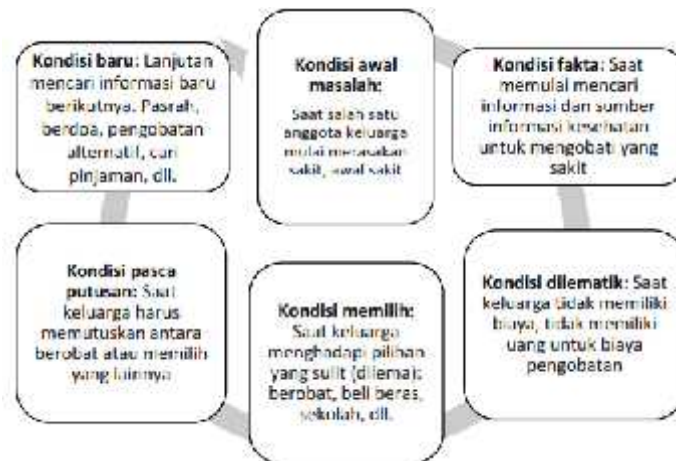 Kondisi awal
masalah:
Saat salah satu
anggota keluarga
mulai merasakan
sakit, awal sakit
Kondisi fakta: Saat
memulai mencari
informasi dan sumber
informasi kesehatan
untuk mengobati yang
sakit
Kondisi dilematik: Saat
keluarga tidak memiliki
biaya, tidak memiliki
uang untuk biaya
pengobatan
Kondisi memilih:
Saat keluarga
menghadapi pilihan
yang sulit (dilema):
berobat, beli beras,
sekolah, dll.
Kondisi pasca
putusan: Saat
keluarga harus
memutuskan antara
berobat atau memilih
yang lainnya
Kondisi baru: Lanjutan
mencari informasi baru
berikutnya. Pasrah,
berdoa, pengobatan
alternatif, cari
pinjaman, dll.